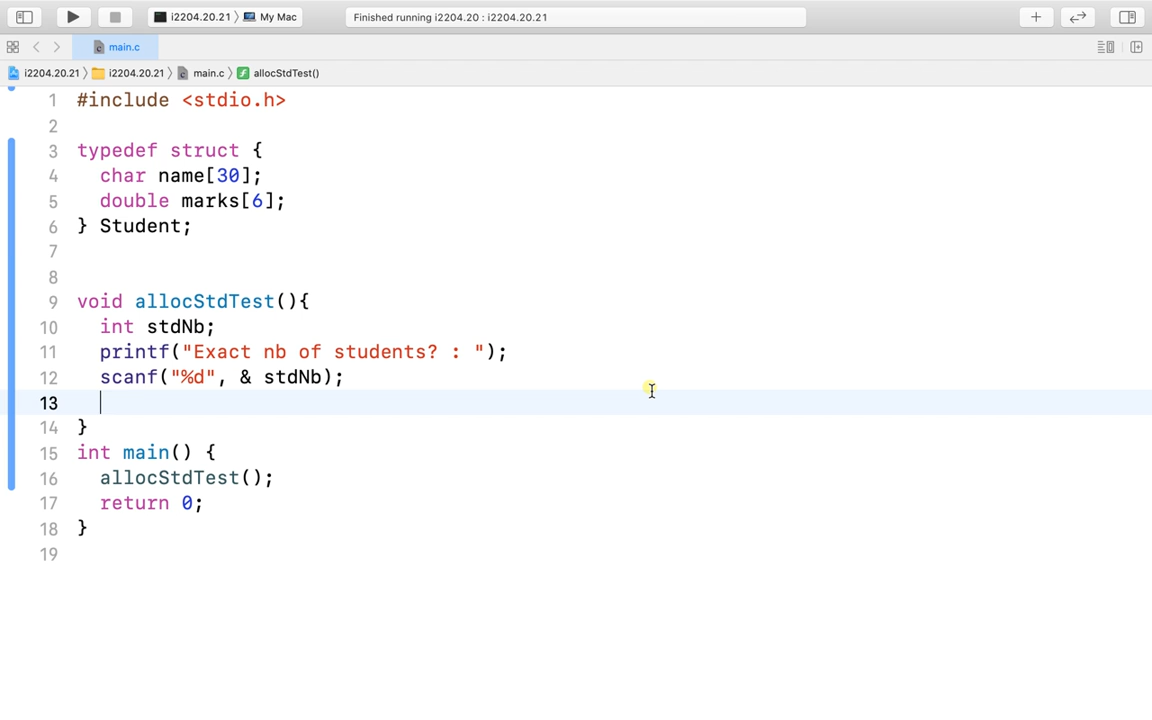 i2204.20.21 〉 My Mac
Finished running i2204.20 : i2204.20.21
main.c
i2204.20.21 〉 i2204.20.21 〉 main.c 〉 allocStdTest()
1 #include <stdio.h>
2
3 typedef struct {
4 char name[30];
5 double marks[6];
6 } Student;
7
8
9 void allocStdTest(){
10 int stdNb;
11 printf("Exact nb of students? : ");
12 scanf("%d", & stdNb);
13
14 }
15 int main() {
16 allocStdTest();
17 return 0;
18 }
19